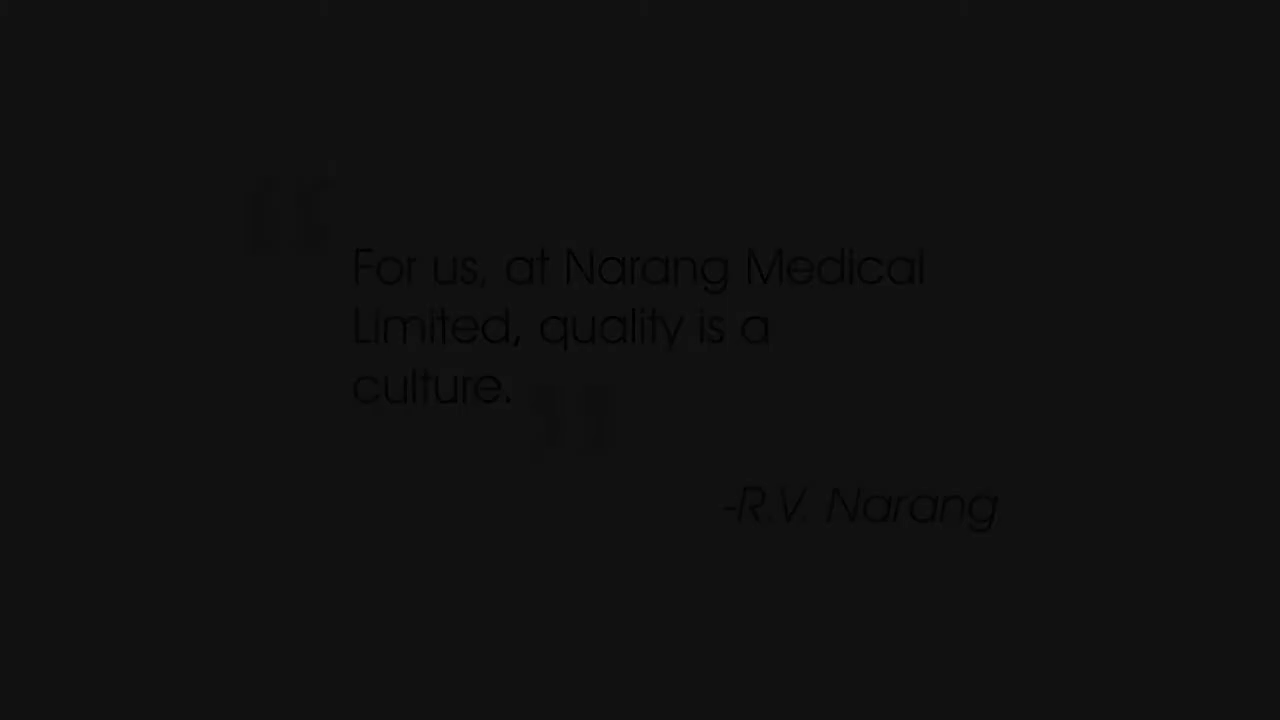 “
For us, at Narang Medical
Limited, quality is a
culture. ”
-R.V. Narang